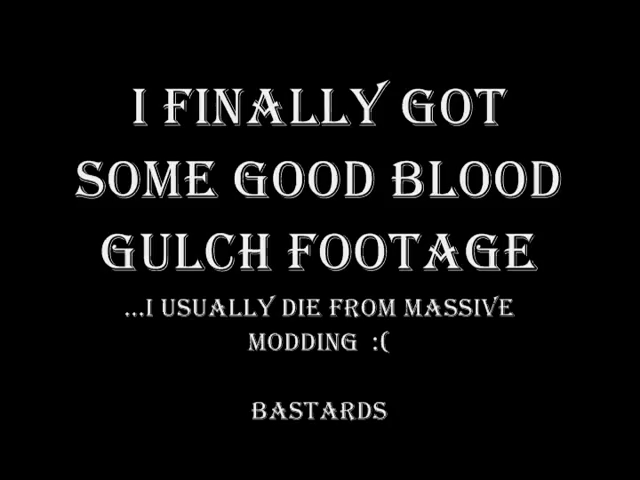 I FINALLY GOT
SOME GOOD BLOOD
GULCH FOOTAGE
...I USUALLY DIE FROM MASSIVE
MODDING :(
BASTARDS